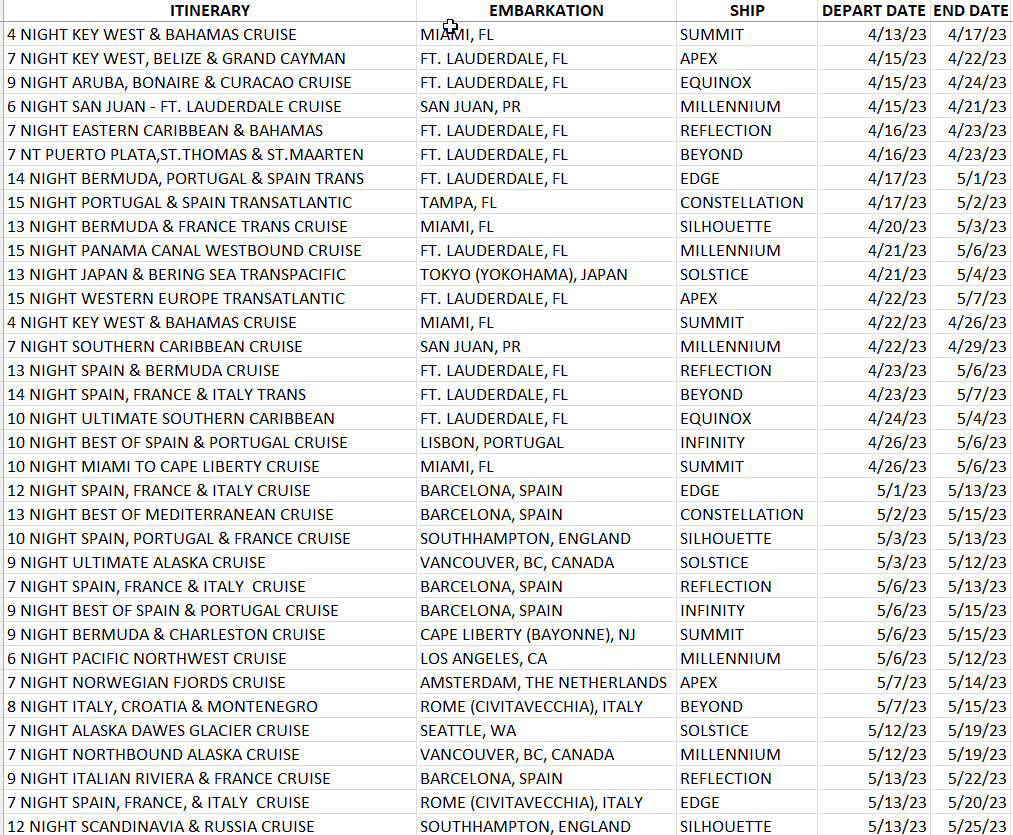 ITINERARY EMBARKATION SHIP DEPART DATE END DATE
4 NIGHT KEY WEST & BAHAMAS CRUISE MIAMI, FL SUMMIT 4/13/23 4/17/23
7 NIGHT KEY WEST, BELIZE & GRAND CAYMAN FT. LAUDERDALE, FL APEX 4/15/23 4/22/23
9 NIGHT ARUBA, BONAIRE & CURACAO CRUISE FT. LAUDERDALE, FL EQUINOX 4/15/23 4/24/23
6 NIGHT SAN JUAN - FT. LAUDERDALE CRUISE SAN JUAN, PR MILLENNIUM 4/15/23 4/21/23
7 NIGHT EASTERN CARIBBEAN & BAHAMAS FT. LAUDERDALE, FL REFLECTION 4/16/23 4/23/23
7 NT PUERTO PLATA,ST.THOMAS & ST.MAARTEN FT. LAUDERDALE, FL BEYOND 4/16/23 4/23/23
14 NIGHT BERMUDA, PORTUGAL & SPAIN TRANS FT. LAUDERDALE, FL EDGE 4/17/23 5/1/23
15 NIGHT PORTUGAL & SPAIN TRANSATLANTIC TAMPA, FL CONSTELLATION 4/17/23 5/2/23
13 NIGHT BERMUDA & FRANCE TRANS CRUISE MIAMI, FL SILHOUETTE 4/20/23 5/3/23
15 NIGHT PANAMA CANAL WESTBOUND CRUISE FT. LAUDERDALE, FL MILLENNIUM 4/21/23 5/6/23
13 NIGHT JAPAN & BERING SEA TRANSPACIFIC TOKYO (YOKOHAMA), JAPAN SOLSTICE 4/21/23 5/4/23
15 NIGHT WESTERN EUROPE TRANSATLANTIC FT. LAUDERDALE, FL APEX 4/22/23 5/7/23
4 NIGHT KEY WEST & BAHAMAS CRUISE MIAMI, FL SUMMIT 4/22/23 4/26/23
7 NIGHT SOUTHERN CARIBBEAN CRUISE SAN JUAN, PR MILLENNIUM 4/22/23 4/29/23
13 NIGHT SPAIN & BERMUDA CRUISE FT. LAUDERDALE, FL REFLECTION 4/23/23 5/6/23
14 NIGHT SPAIN, FRANCE & ITALY TRANS FT. LAUDERDALE, FL BEYOND 4/23/23 5/7/23
10 NIGHT ULTIMATE SOUTHERN CARIBBEAN FT. LAUDERDALE, FL EQUINOX 4/24/23 5/4/23
10 NIGHT BEST OF SPAIN & PORTUGAL CRUISE LISBON, PORTUGAL INFINITY 4/26/23 5/6/23
10 NIGHT MIAMI TO CAPE LIBERTY CRUISE MIAMI, FL SUMMIT 4/26/23 5/6/23
12 NIGHT SPAIN, FRANCE & ITALY CRUISE BARCELONA, SPAIN EDGE 5/1/23 5/13/23
13 NIGHT BEST OF MEDITERRANEAN CRUISE BARCELONA, SPAIN CONSTELLATION 5/2/23 5/15/23
10 NIGHT SPAIN, PORTUGAL & FRANCE CRUISE SOUTHHAMPTON, ENGLAND SILHOUETTE 5/3/23 5/13/23
9 NIGHT ULTIMATE ALASKA CRUISE VANCOUVER, BC, CANADA SOLSTICE 5/3/23 5/12/23
7 NIGHT SPAIN, FRANCE & ITALY  CRUISE BARCELONA, SPAIN REFLECTION 5/6/23 5/13/23
9 NIGHT BEST OF SPAIN & PORTUGAL CRUISE BARCELONA, SPAIN INFINITY 5/6/23 5/15/23
9 NIGHT BERMUDA & CHARLESTON CRUISE CAPE LIBERTY (BAYONNE), NJ SUMMIT 5/6/23 5/15/23
6 NIGHT PACIFIC NORTHWEST CRUISE LOS ANGELES, CA MILLENNIUM 5/6/23 5/12/23
7 NIGHT NORWEGIAN FJORDS CRUISE AMSTERDAM, THE NETHERLANDS APEX 5/7/23 5/14/23
8 NIGHT ITALY, CROATIA & MONTENEGRO ROME (CIVITAVECCHIA), ITALY BEYOND 5/7/23 5/15/23
7 NIGHT ALASKA DAWES GLACIER CRUISE SEATTLE, WA SOLSTICE 5/12/23 5/19/23
7 NIGHT NORTHBOUND ALASKA CRUISE VANCOUVER, BC, CANADA MILLENNIUM 5/12/23 5/19/23
9 NIGHT ITALIAN RIVIERA & FRANCE CRUISE BARCELONA, SPAIN REFLECTION 5/13/23 5/22/23
7 NIGHT SPAIN, FRANCE, & ITALY  CRUISE ROME (CIVITAVECCHIA), ITALY EDGE 5/13/23 5/20/23
12 NIGHT SCANDINAVIA & RUSSIA CRUISE SOUTHHAMPTON, ENGLAND SILHOUETTE 5/13/23 5/25/23